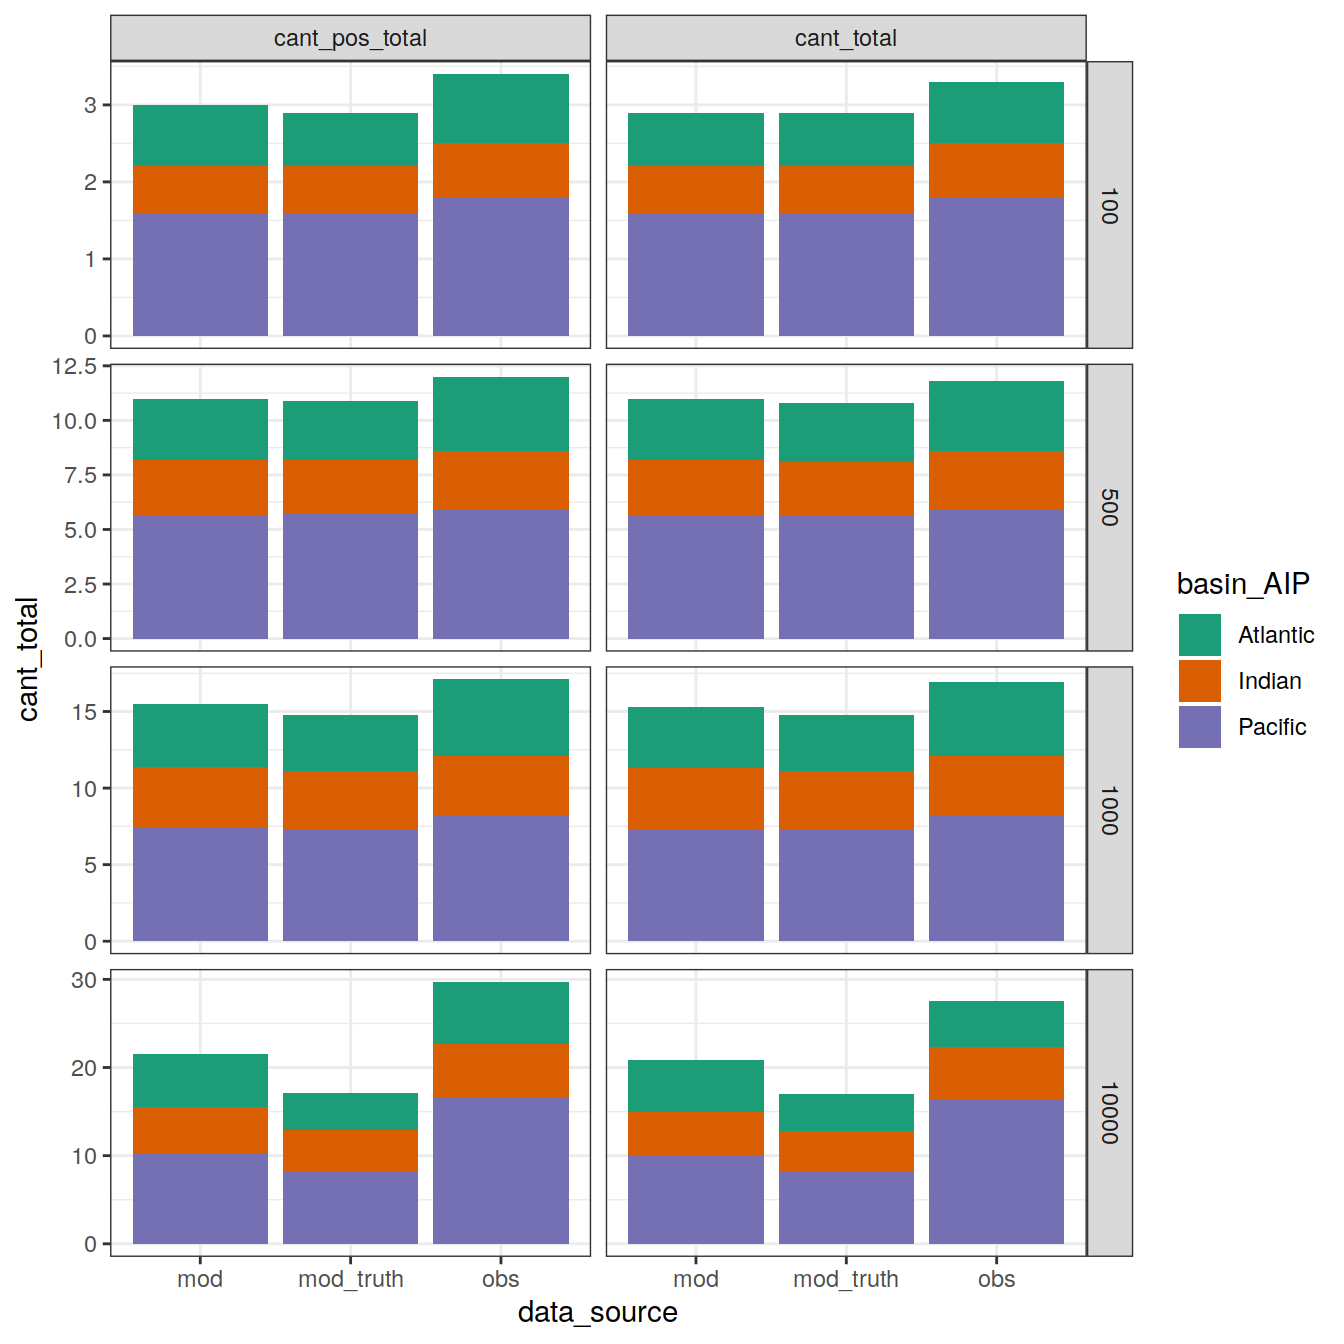 cant_pos_total
cant_total
3
2
1
0
100
12.5
10.0
7.5
5.0
2.5
0.0
500
15
10
5
0
1000
30
20
10
0
10000
mod
mod_truth
obs
mod
mod_truth
obs
data_source
cant_total
basin_AIP
Atlantic
Indian
Pacific